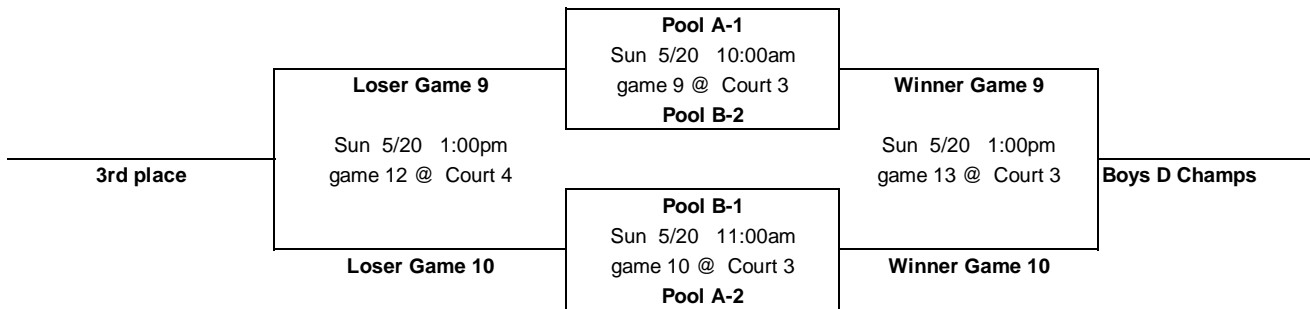 Pool A-1
Sun 5/20 10:00am
Loser Game 9 game 9 @ Court 3 Winner Game 9
Pool B-2
Sun 5/20 1:00pm Sun 5/20 1:00pm
3rd place game 12 @ Court 4 game 13 @ Court 3 Boys D Champs
Pool B-1
Sun 5/20 11:00am
Loser Game 10 game 10 @ Court 3 Winner Game 10
Pool A-2